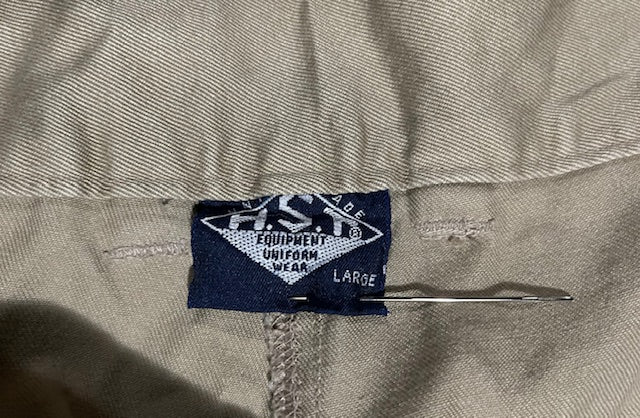 H.S.T®
EQUIPMENT
UNIFORM
WEAR
LARGE